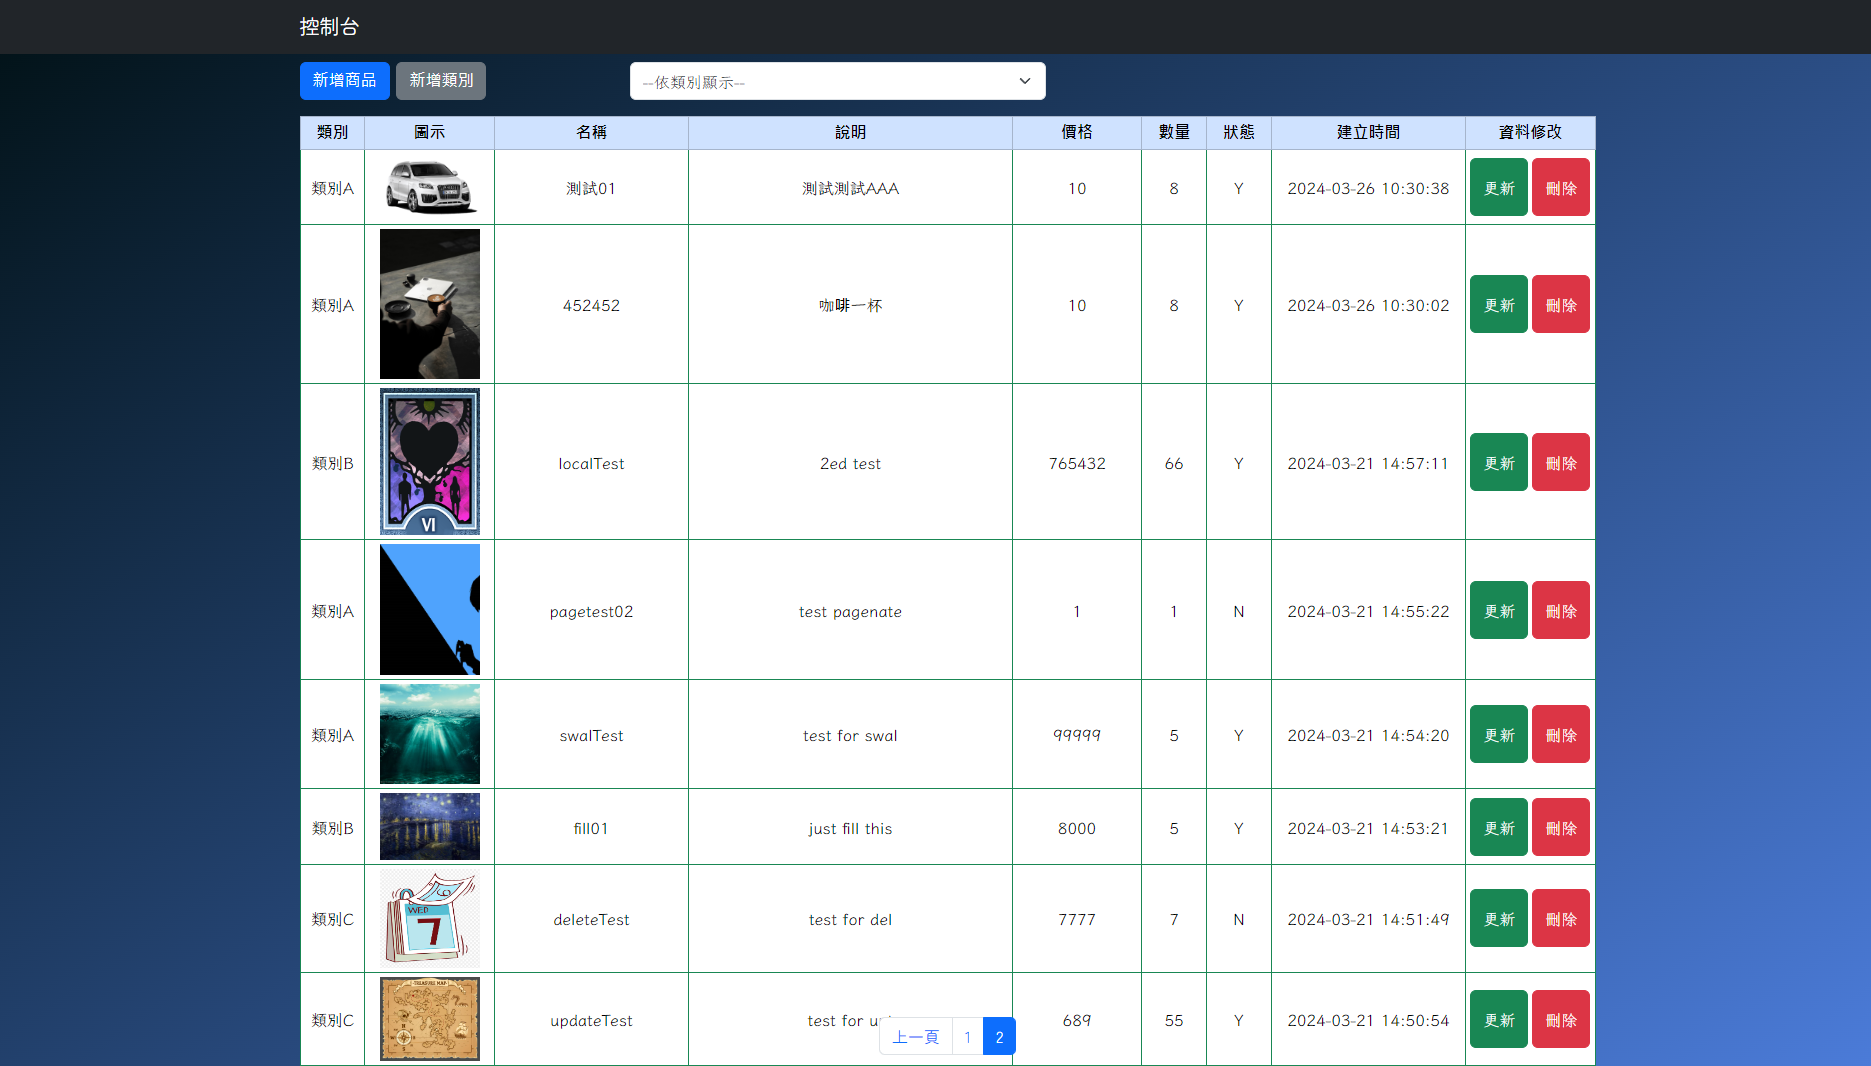 控制台
新增商品 新增類別 --依類別顯示--
類別 圖示 名稱 說明 價格 數量 狀態 建立時間 資料修改
類別A 測試01 測試測試AAA 10 8 Y 2024-03-26 10:30:38 更新 刪除
類別A 452452 咖啡一杯 10 8 Y 2024-03-26 10:30:02 更新 刪除
類別B VI localTest 2ed test 765432 66 Y 2024-03-21 14:57:11 更新 刪除
類別A pagetest02 test pagenate 1 1 N 2024-03-21 14:55:22 更新 刪除
類別A swalTest test for swal 99999 5 Y 2024-03-21 14:54:20 更新 刪除
類別B fill01 just fill this 8000 5 Y 2024-03-21 14:53:21 更新 刪除
類別C WED 7 deleteTest test for del 7777 7 N 2024-03-21 14:51:49 更新 刪除
類別C TREASURE MAP updateTest test for 689 55 Y 2024-03-21 14:50:54 更新 刪除
上一頁 1 2